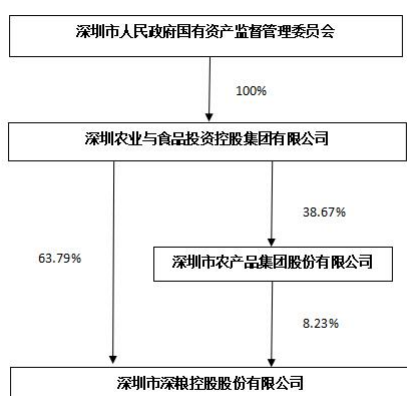 深圳市人民政府国有资产监督管理委员会
100%
深圳农业与食品投资控股集团有限公司
38.67%
63.79%
深圳市农产品集团股份有限公司
8.23%
深圳市深粮控股股份有限公司